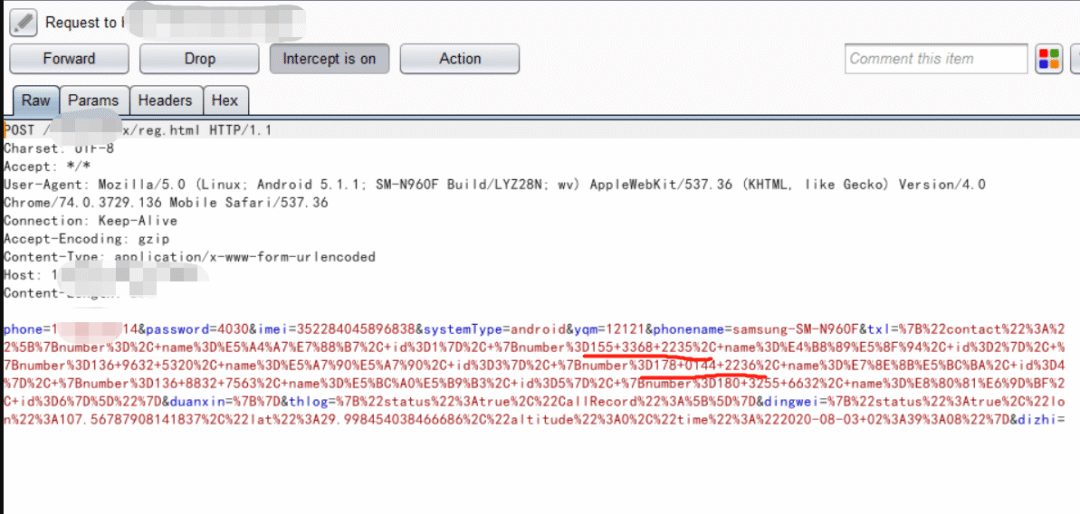 Request to
Forward Drop Intercept is on Action Comment this item
Raw Params Headers Hex
POST / x/reg.html HTTP/1.1
Charset: UTF-8
Accept: */*
User-Agent: Mozilla/5.0 (Linux; Android 5.1.1; SM-N960F Build/LYZ28N; wv) AppleWebKit/537.36 (KHTML, like Gecko) Version/4.0
Chrome/74.0.3729.136 Mobile Safari/537.36
Connection: Keep-Alive
Accept-Encoding: gzip
Content-Type: application/x-www-form-urlencoded
Host: 1
Content-Length:
phone=1 14&password=4030&imei=352284045896838&systemType=android&yqm=12121&phonename=samsung-SM-N960F&txl=%7B%22contact%22%3A%2
2%5B%7Bnumber%3D%2C+name%3D%E5%A4%A7%E7%88%B7%2C+id%3D1%7D%2C+%7Bnumber%3D155+3368+2235%2C+name%3D%E4%B8%89%E5%8F%94%2C+id%3D2%7D%2C+%
7Bnumber%3D136+9632+5320%2C+name%3D%E5%A7%90%E5%A7%90%2C+id%3D3%7D%2C+%7Bnumber%3D178+0144+2236%2C+name%3D%E7%8E%8B%E5%BC%BA%2C+id%3D4
%7D%2C+%7Bnumber%3D136+8832+7563%2C+name%3D%E5%BC%A0%E5%B9%B3%2C+id%3D5%7D%2C+%7Bnumber%3D180+3255+6632%2C+name%3D%E8%80%81%E6%9D%BF%2
C+id%3D6%7D%5D%22%7D&duanxin=%7B%7D&thlog=%7B%22status%22%3Atrue%2C%22CallRecord%22%3A%5B%5D%7D&dingwei=%7B%22status%22%3Atrue%2C%22lo
n%22%3A107.56787908141837%2C%22lat%22%3A29.998454038466686%2C%22altitude%22%3A0%2C%22time%22%3A%222020-08-03+02%3A39%3A08%22%7D&dizhi=